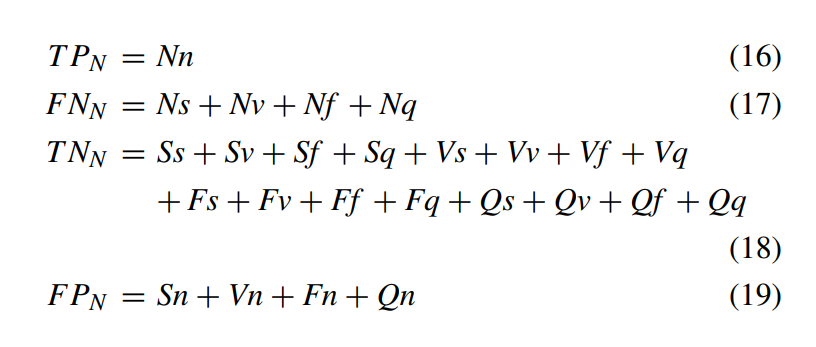 TP_N = Nn (16)
FN_N = Ns + Nv + Nf + Nq (17)
TN_N = Ss + Sv + Sf + Sq + Vs + Vv + Vf + Vq
+ Fs + Fv + Ff + Fq + Qs + Qv + Qf + Qq
(18)
FP_N = Sn + Vn + Fn + Qn (19)